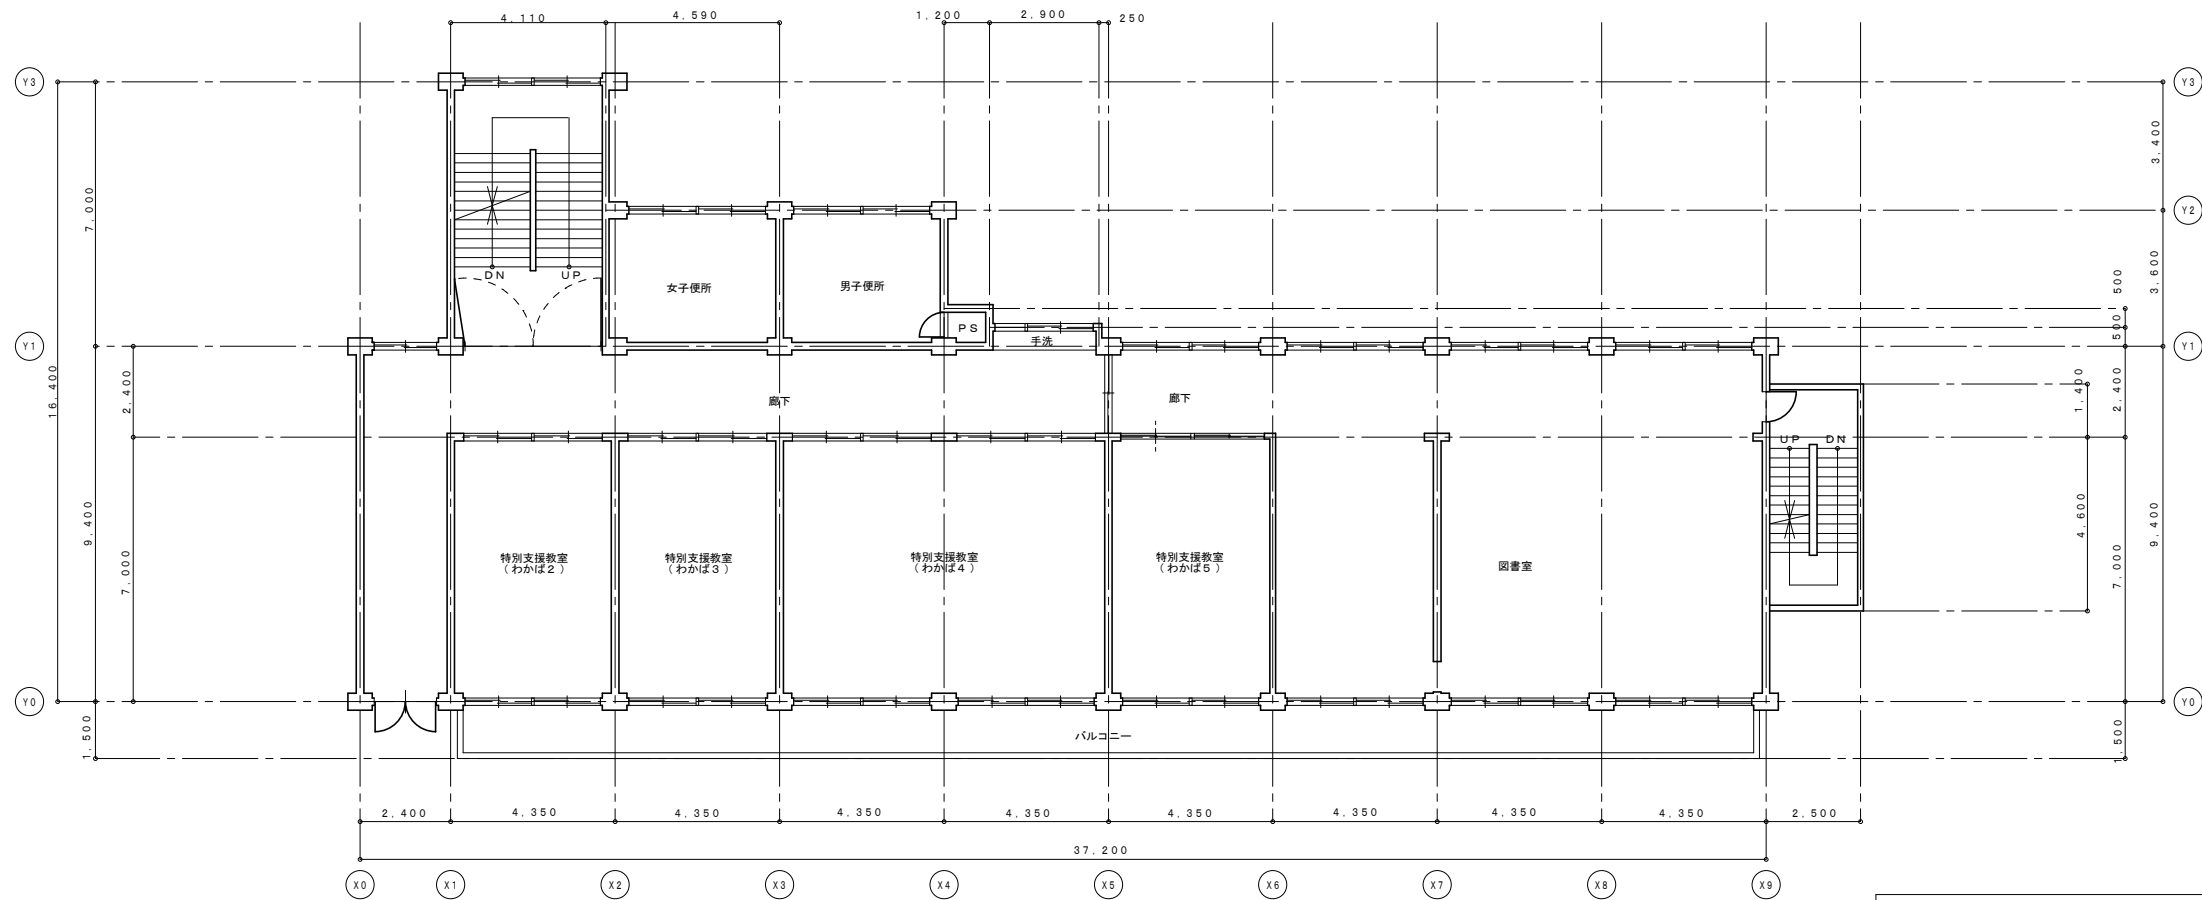 4,110
4,590
1,200
2,900
250
Y3
Y3
3,400
7,000
Y2
DN
UP
女子便所
男子便所
3,600
500
PS
手洗
500
Y1
Y1
16,400
2,400
廊下
廊下
1,400
2,400
UP
DN
9,400
7,000
特別支援教室
(わかば2)
特別支援教室
(わかば3)
特別支援教室
(わかば4)
特別支援教室
(わかば5)
図書室
4,600
7,000
9,400
Y0
Y0
1,500
バルコニー
1,500
2,400
4,350
4,350
4,350
4,350
4,350
4,350
4,350
4,350
2,500
37,200
X0
X1
X2
X3
X4
X5
X6
X7
X8
X9